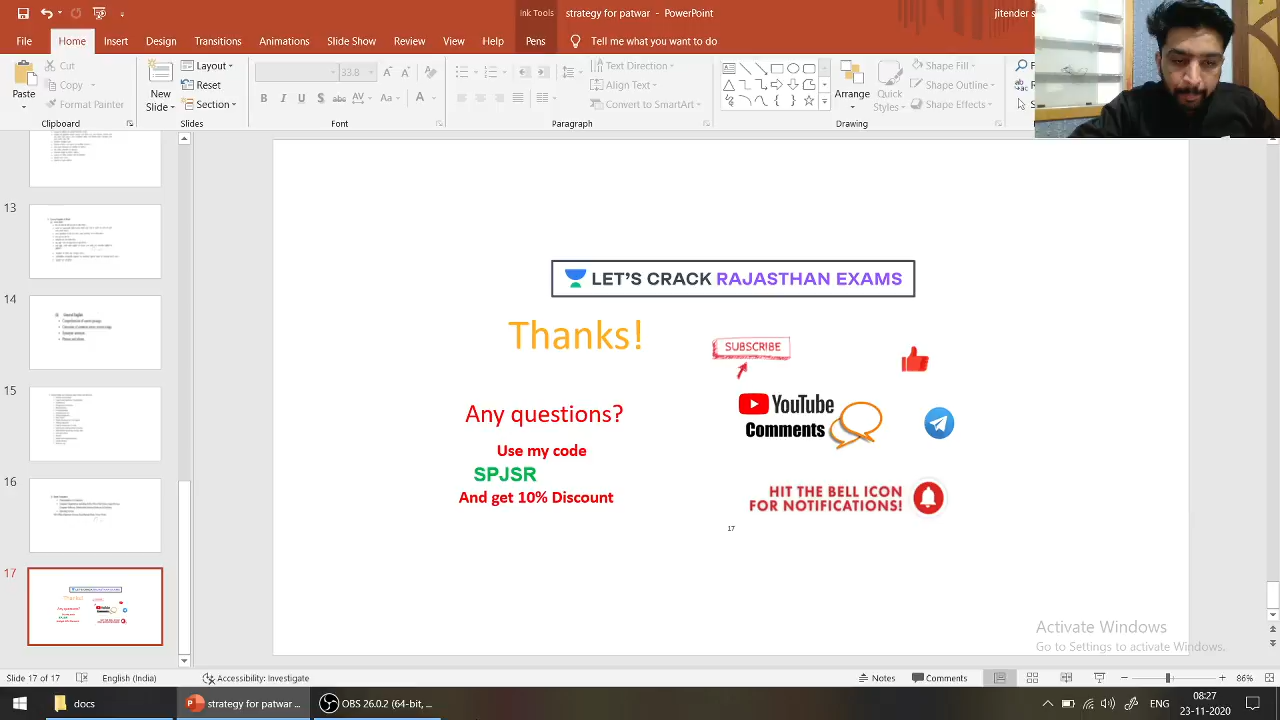 Ink Tools
strategy for patwar - PowerPoint
jitender s
File
Home
Insert
Design
Transitions
Animations
Slide Show
Review
View
Help
Pens
Tell me what you want to do
Paste
Cut
Copy
Format Painter
Clipboard
New
Slide
Layout
Reset
Section
Slides
33.8
Paragraph
Text Direction
Align Text
Convert to SmartArt
Arrange
Quick
Styles
Shape Fill
Shape Outline
Shape Effects
Drawing
13
14
15
16
17
LET'S CRACK RAJASTHAN EXAMS
Thanks!
SUBSCRIBE
Any questions?
YouTube
Comments
Use my code
SPJSR
And get 10% Discount
HIT THE BELL ICON
FOR NOTIFICATIONS!
17
Activate Windows
Go to Settings to activate Windows.
Slide 17 of 17
English (India)
Accessibility: Investigate
Notes
Comments
86%
docs
strategy for patwar ...
OBS 26.0.2 (64-bit, ...
08:27
23-11-2020